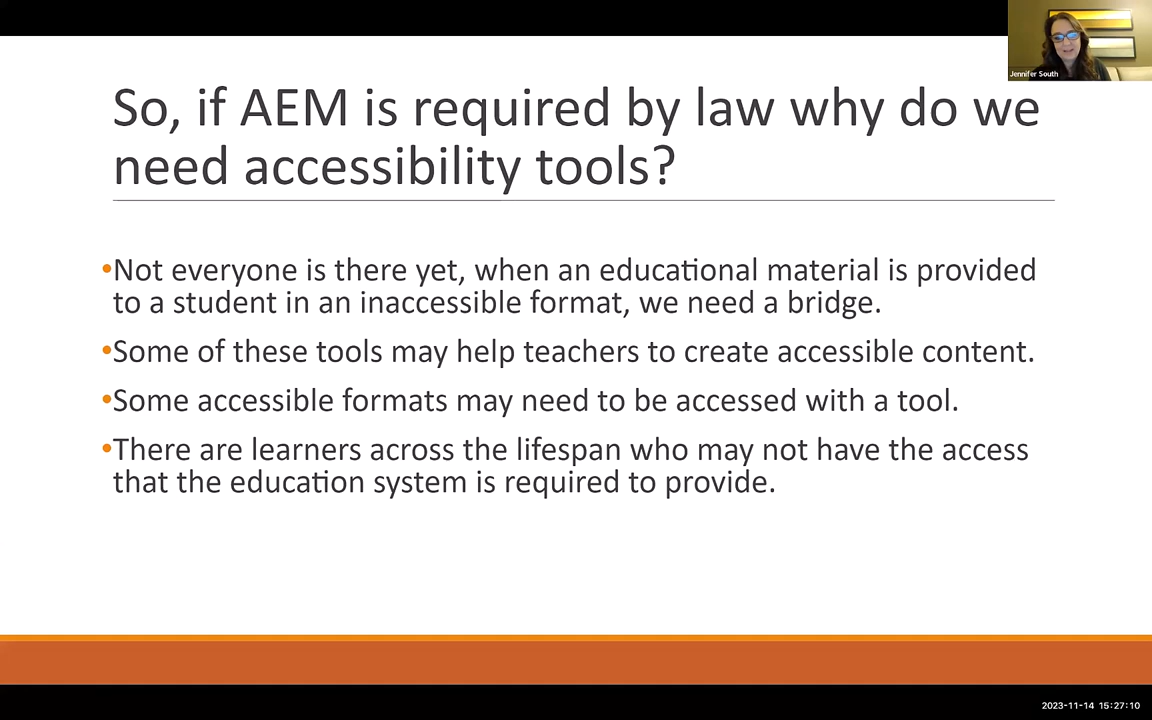 Jennifer South
So, if AEM is required by law why do we
need accessibility tools?
•Not everyone is there yet, when an educational material is provided
to a student in an inaccessible format, we need a bridge.
•Some of these tools may help teachers to create accessible content.
•Some accessible formats may need to be accessed with a tool.
•There are learners across the lifespan who may not have the access
that the education system is required to provide.
2023-11-14 15:27:10